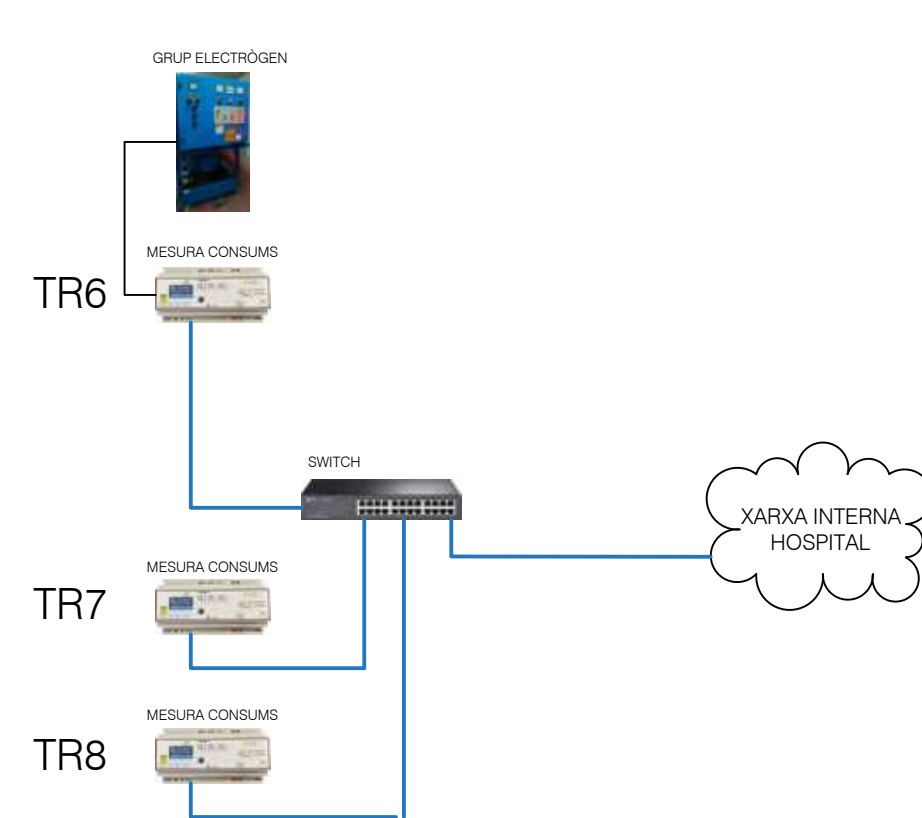 GRUP ELECTRÒGEN
MESURA CONSUMS
TR6
SWITCH
XARXA INTERNA
HOSPITAL
MESURA CONSUMS
TR7
MESURA CONSUMS
TR8